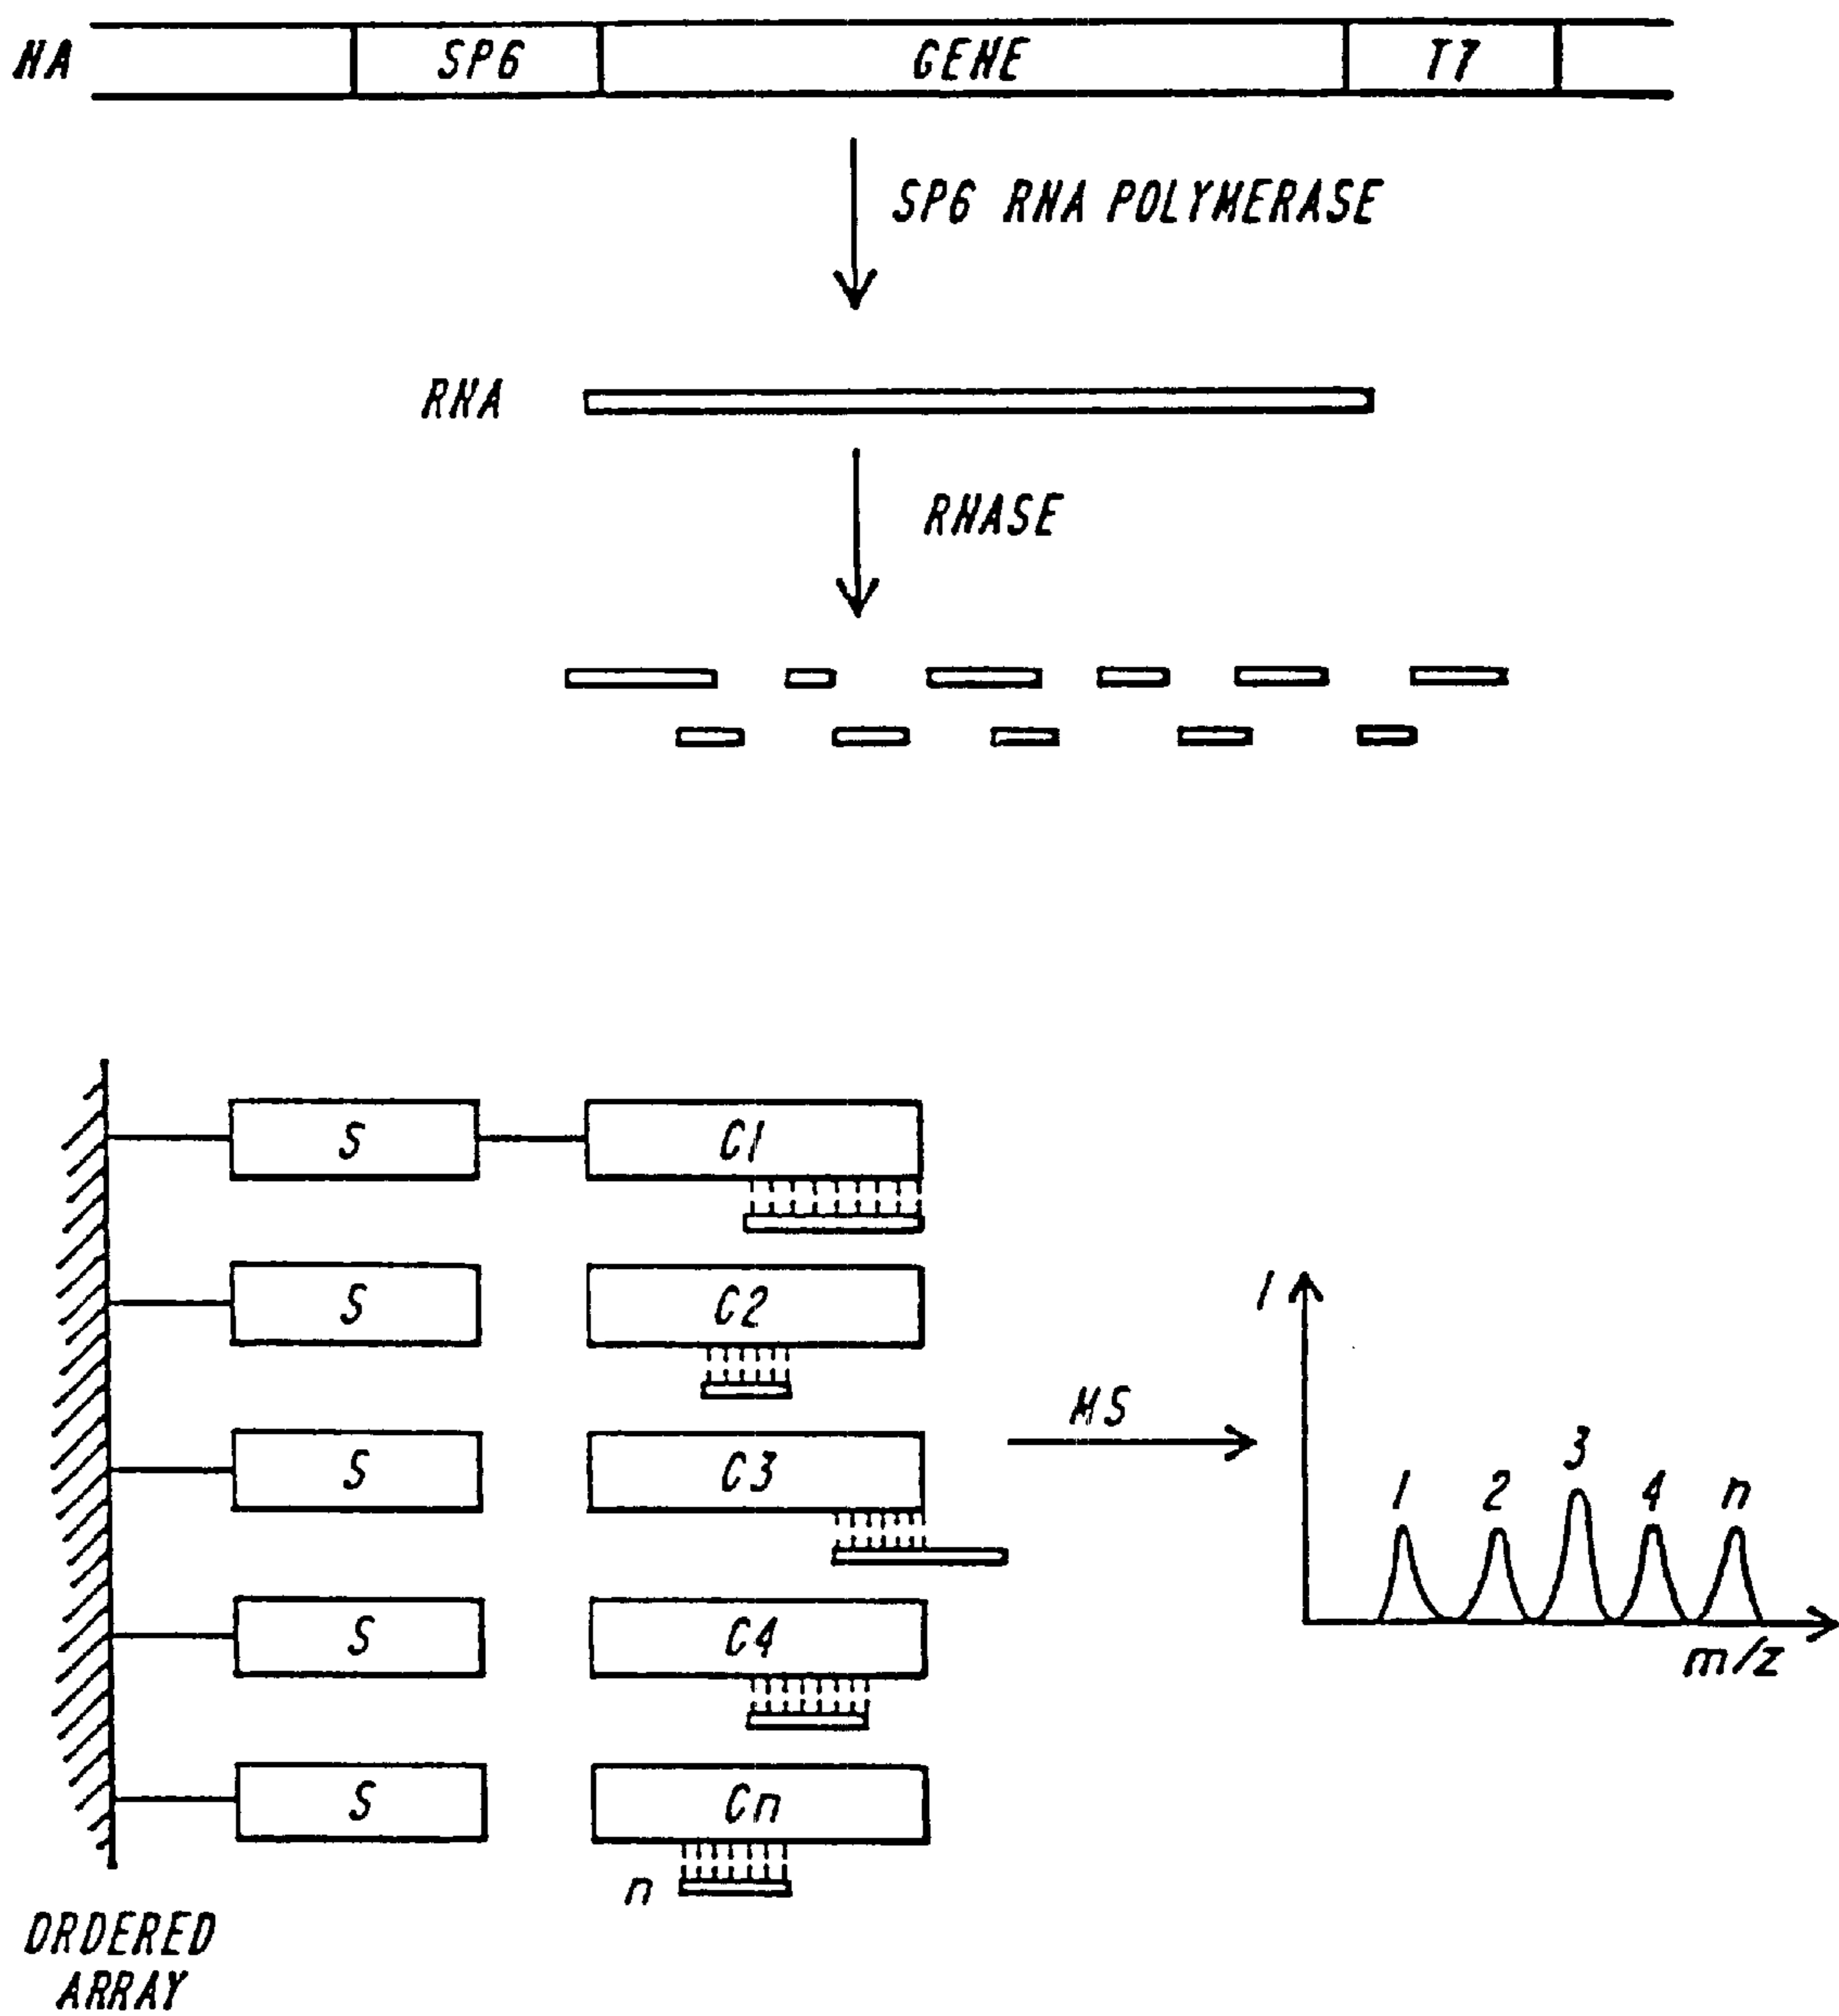 NA SP6 GENE T7
SP6 RNA POLYMERASE
RNA
RNASE
S C1
S C2
S C3
S C4
S Cn
n
ORDERED
ARRAY
MS
I
1 2 3 4 n
m/z